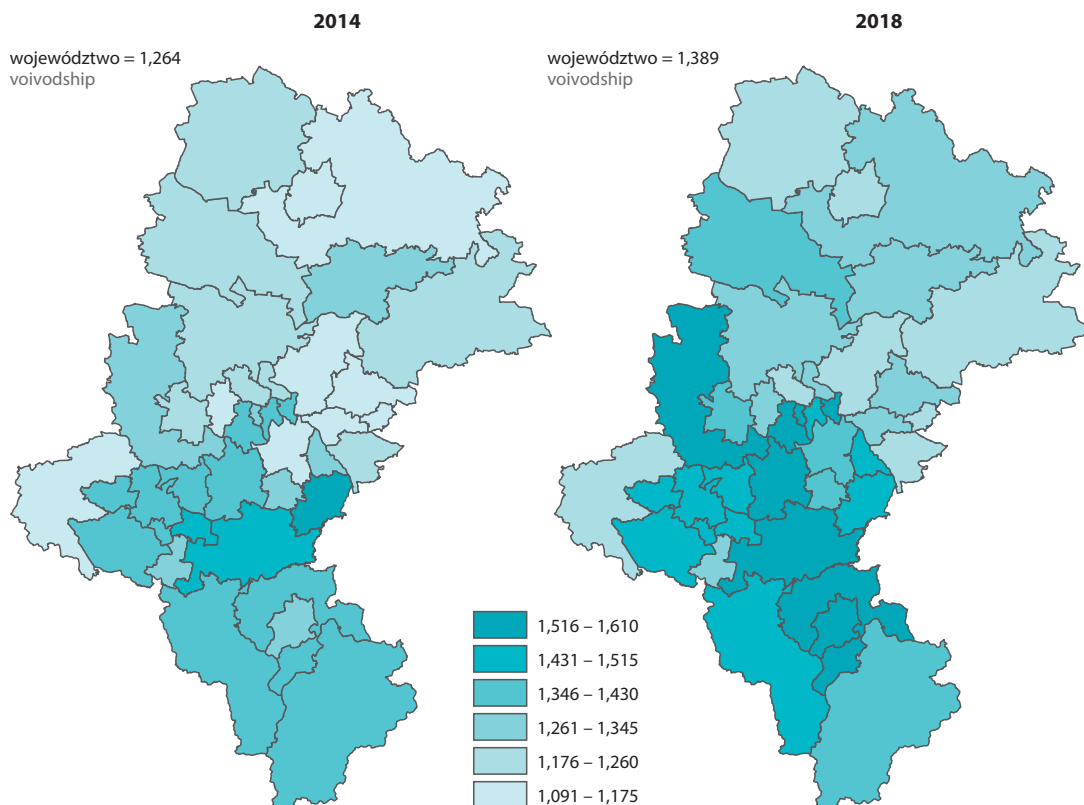 2014
województwo = 1,264
voivodship
2018
województwo = 1,389
voivodship
1,516 – 1,610
1,431 – 1,515
1,346 – 1,430
1,261 – 1,345
1,176 – 1,260
1,091 – 1,175